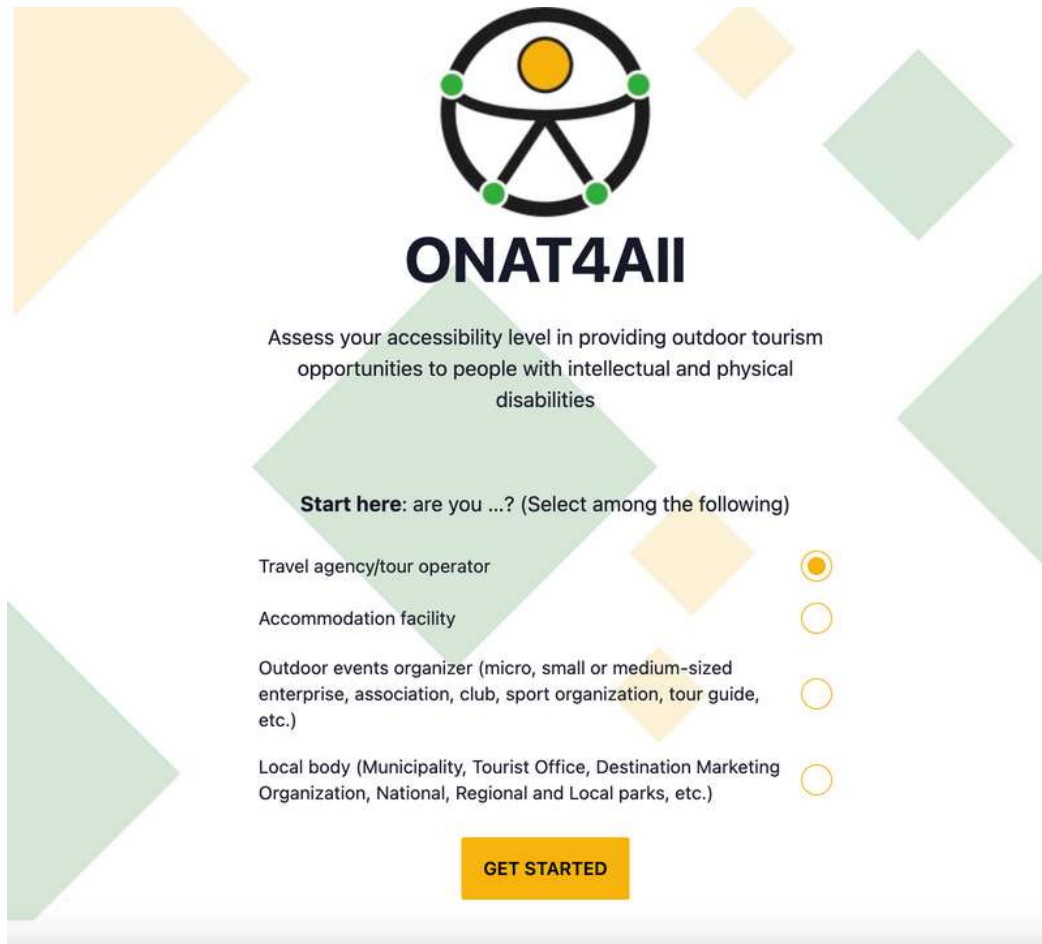 ONAT4All
Assess your accessibility level in providing outdoor tourism
opportunities to people with intellectual and physical
disabilities
Start here: are you ...? (Select among the following)
Travel agency/tour operator
Accommodation facility
Outdoor events organizer (micro, small or medium-sized
enterprise, association, club, sport organization, tour guide,
etc.)
Local body (Municipality, Tourist Office, Destination Marketing
Organization, National, Regional and Local parks, etc.)
GET STARTED